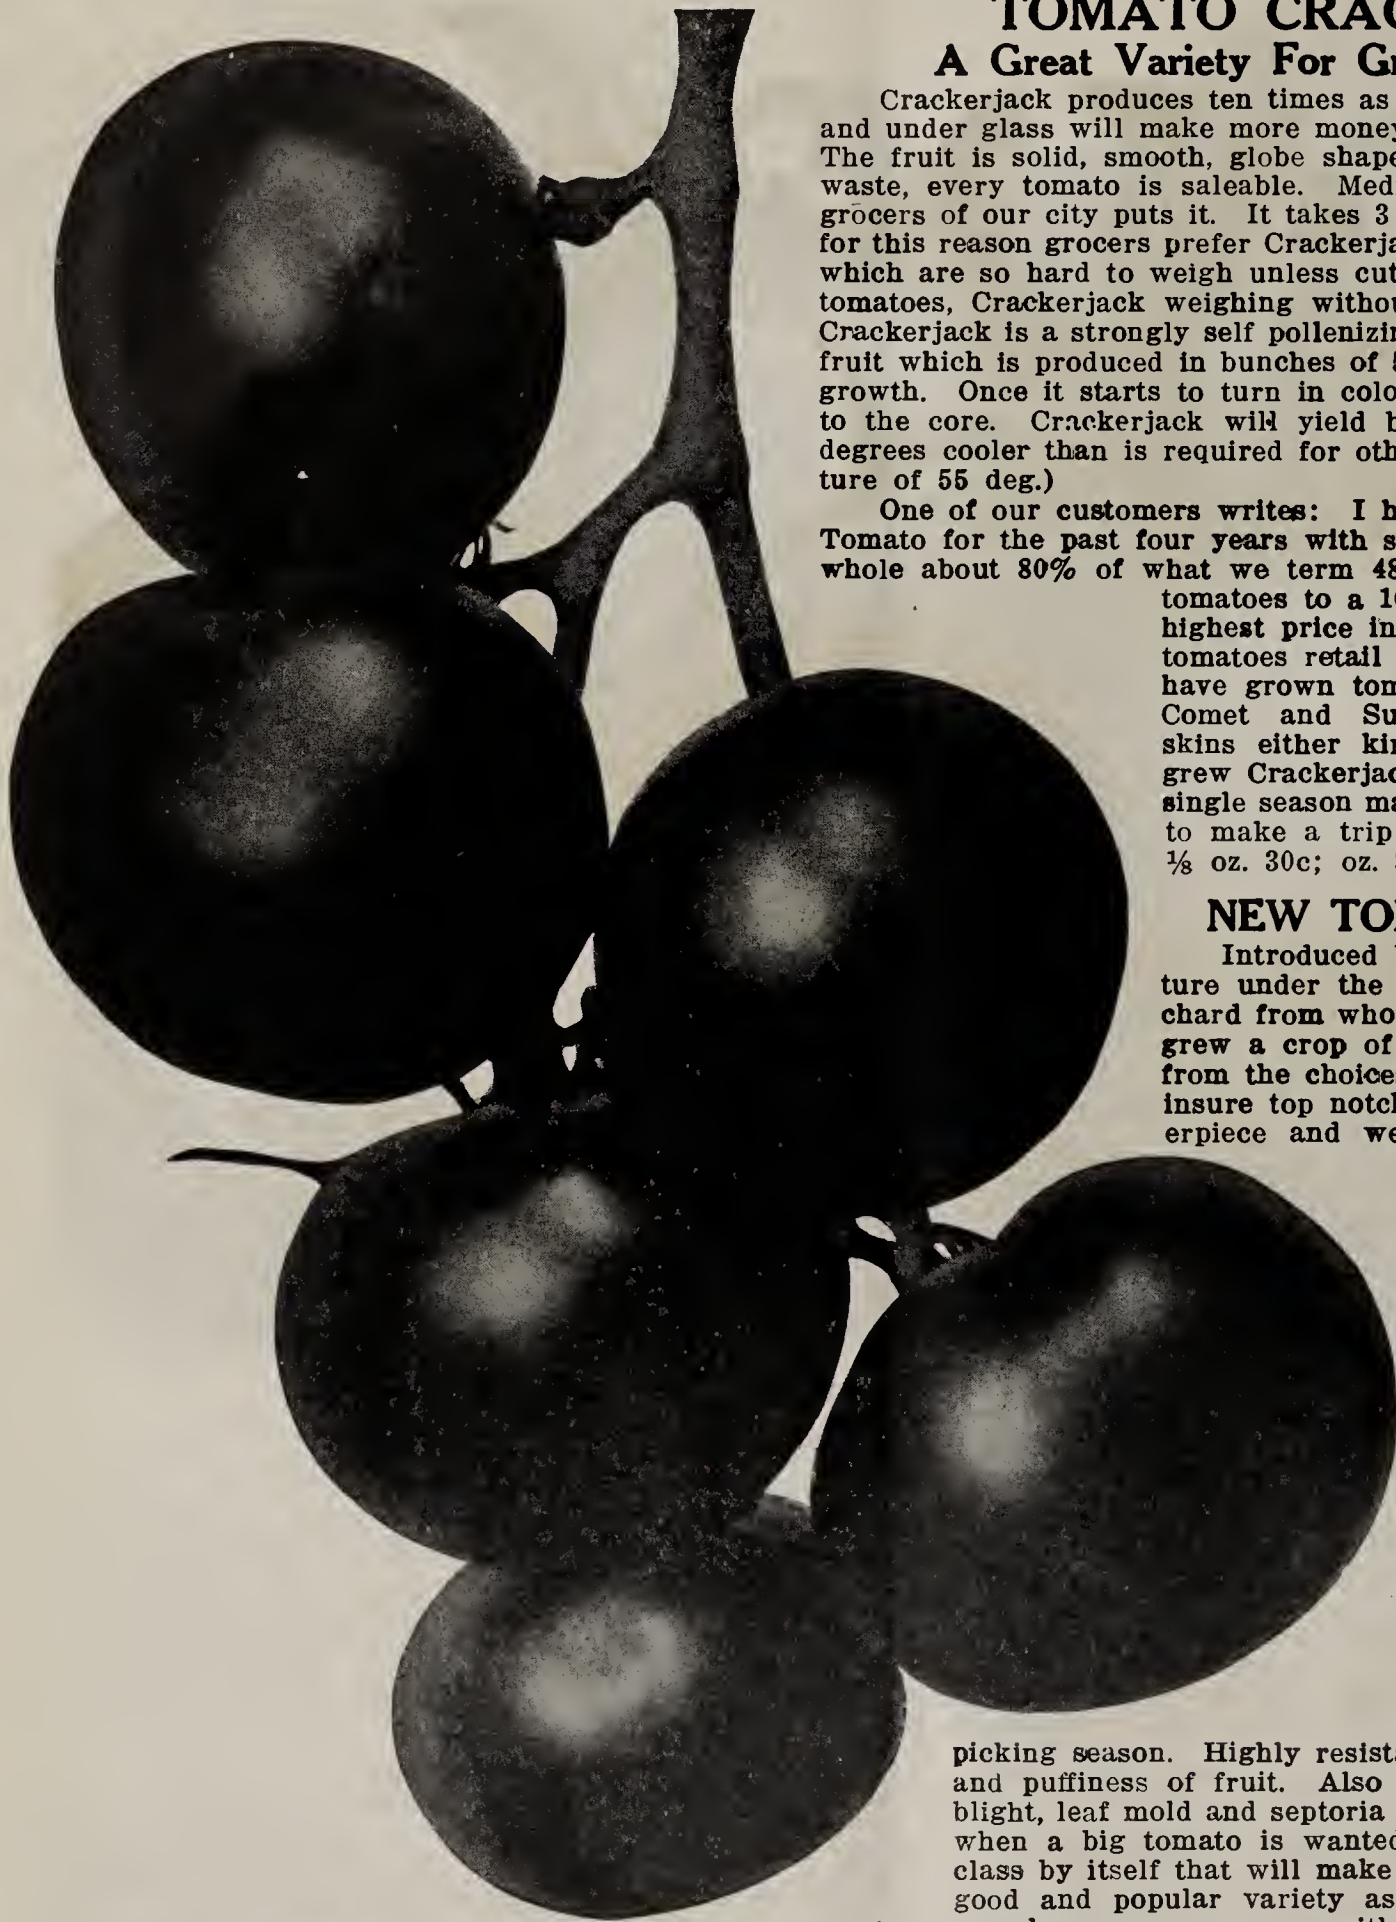 TOMATO CRAC
A Great Variety For Gr
Crackerjack produces ten times as
and under glass will make more money
The fruit is solid, smooth, globe shape
waste, every tomato is saleable. Med
grocers of our city puts it. It takes 3
for this reason grocers prefer Crackerja
which are so hard to weigh unless cut
tomatoes, Crackerjack weighing withou
Crackerjack is a strongly self pollenizin
fruit which is produced in bunches of
growth. Once it starts to turn in colo
to the core. Crackerjack will yield b
degrees cooler than is required for oth
ture of 55 deg.)
One of our customers writes: I h
Tomato for the past four years with s
whole about 80% of what we term 48
tomatoes to a 1
highest price in
tomatoes retail
have grown tom
Comet and Su
skins either kin
grew Crackerjac
single season ma
to make a trip
⅛ oz. 30c; oz.
NEW TO
Introduced
ture under the
chard from who
grew a crop of
from the choice
insure top notch
erpiece and we
picking season. Highly resist
and puffiness of fruit. Also
blight, leaf mold and septoria
when a big tomato is wanted
class by itself that will make
good and popular variety as